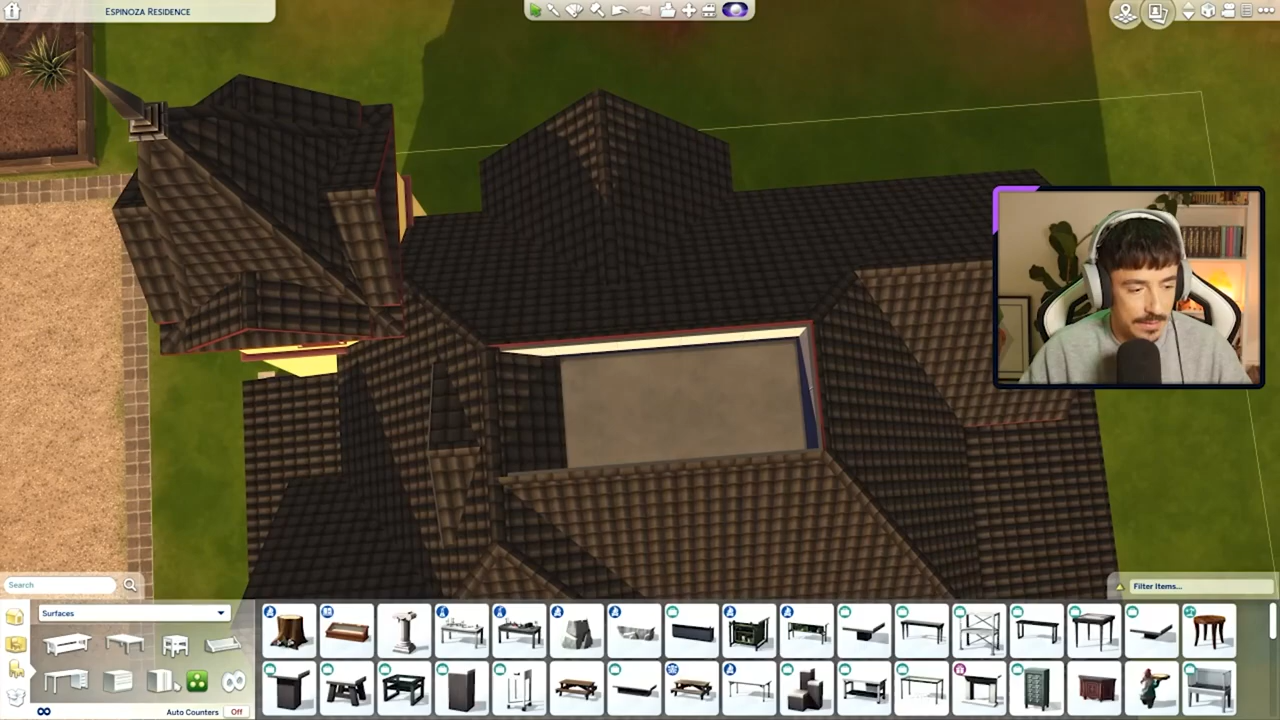 ESPINOZA RESIDENCE
Search
Filter Items...
Surfaces
Auto Counters Off